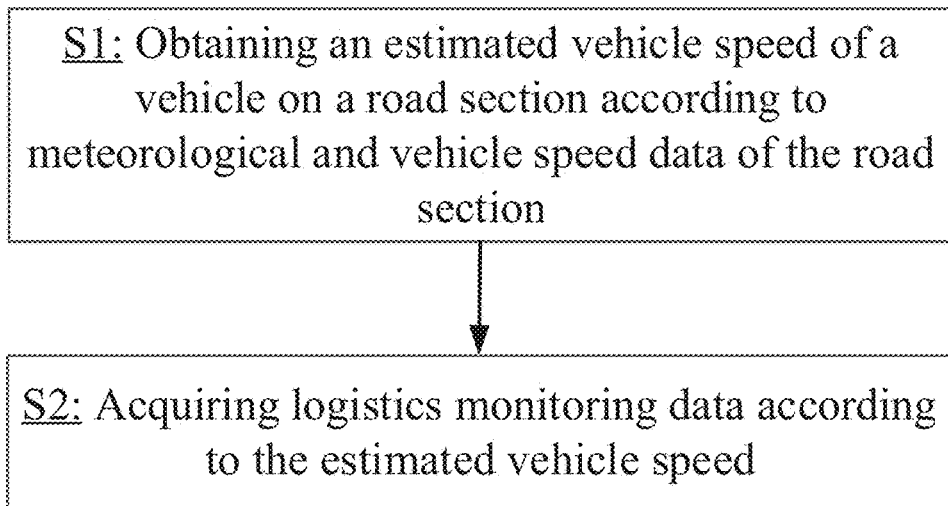 S1: Obtaining an estimated vehicle speed of a
vehicle on a road section according to
meteorological and vehicle speed data of the road
section
S2: Acquiring logistics monitoring data according
to the estimated vehicle speed